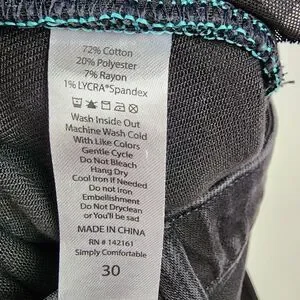 72% Cotton
20% Polyester
7% Rayon
1% LYCRA®Spandex
Wash Inside Out
Machine Wash Cold
With Like Colors
Gentle Cycle
Do Not Bleach
Hang Dry
Cool Iron if Needed
Do not Iron
Embellishment
Do Not Dryclean
or You'll be sad
MADE IN CHINA
RN # 142161
Simply Comfortable
30